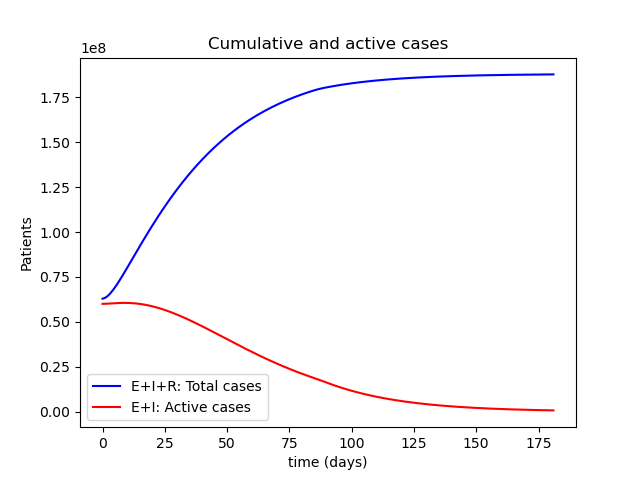 Cumulative and active cases
1e8
1.75
1.50
1.25
1.00
0.75
0.50
0.25
0.00
Patients
E+I+R: Total cases
E+I: Active cases
0 25 50 75 100 125 150 175
time (days)